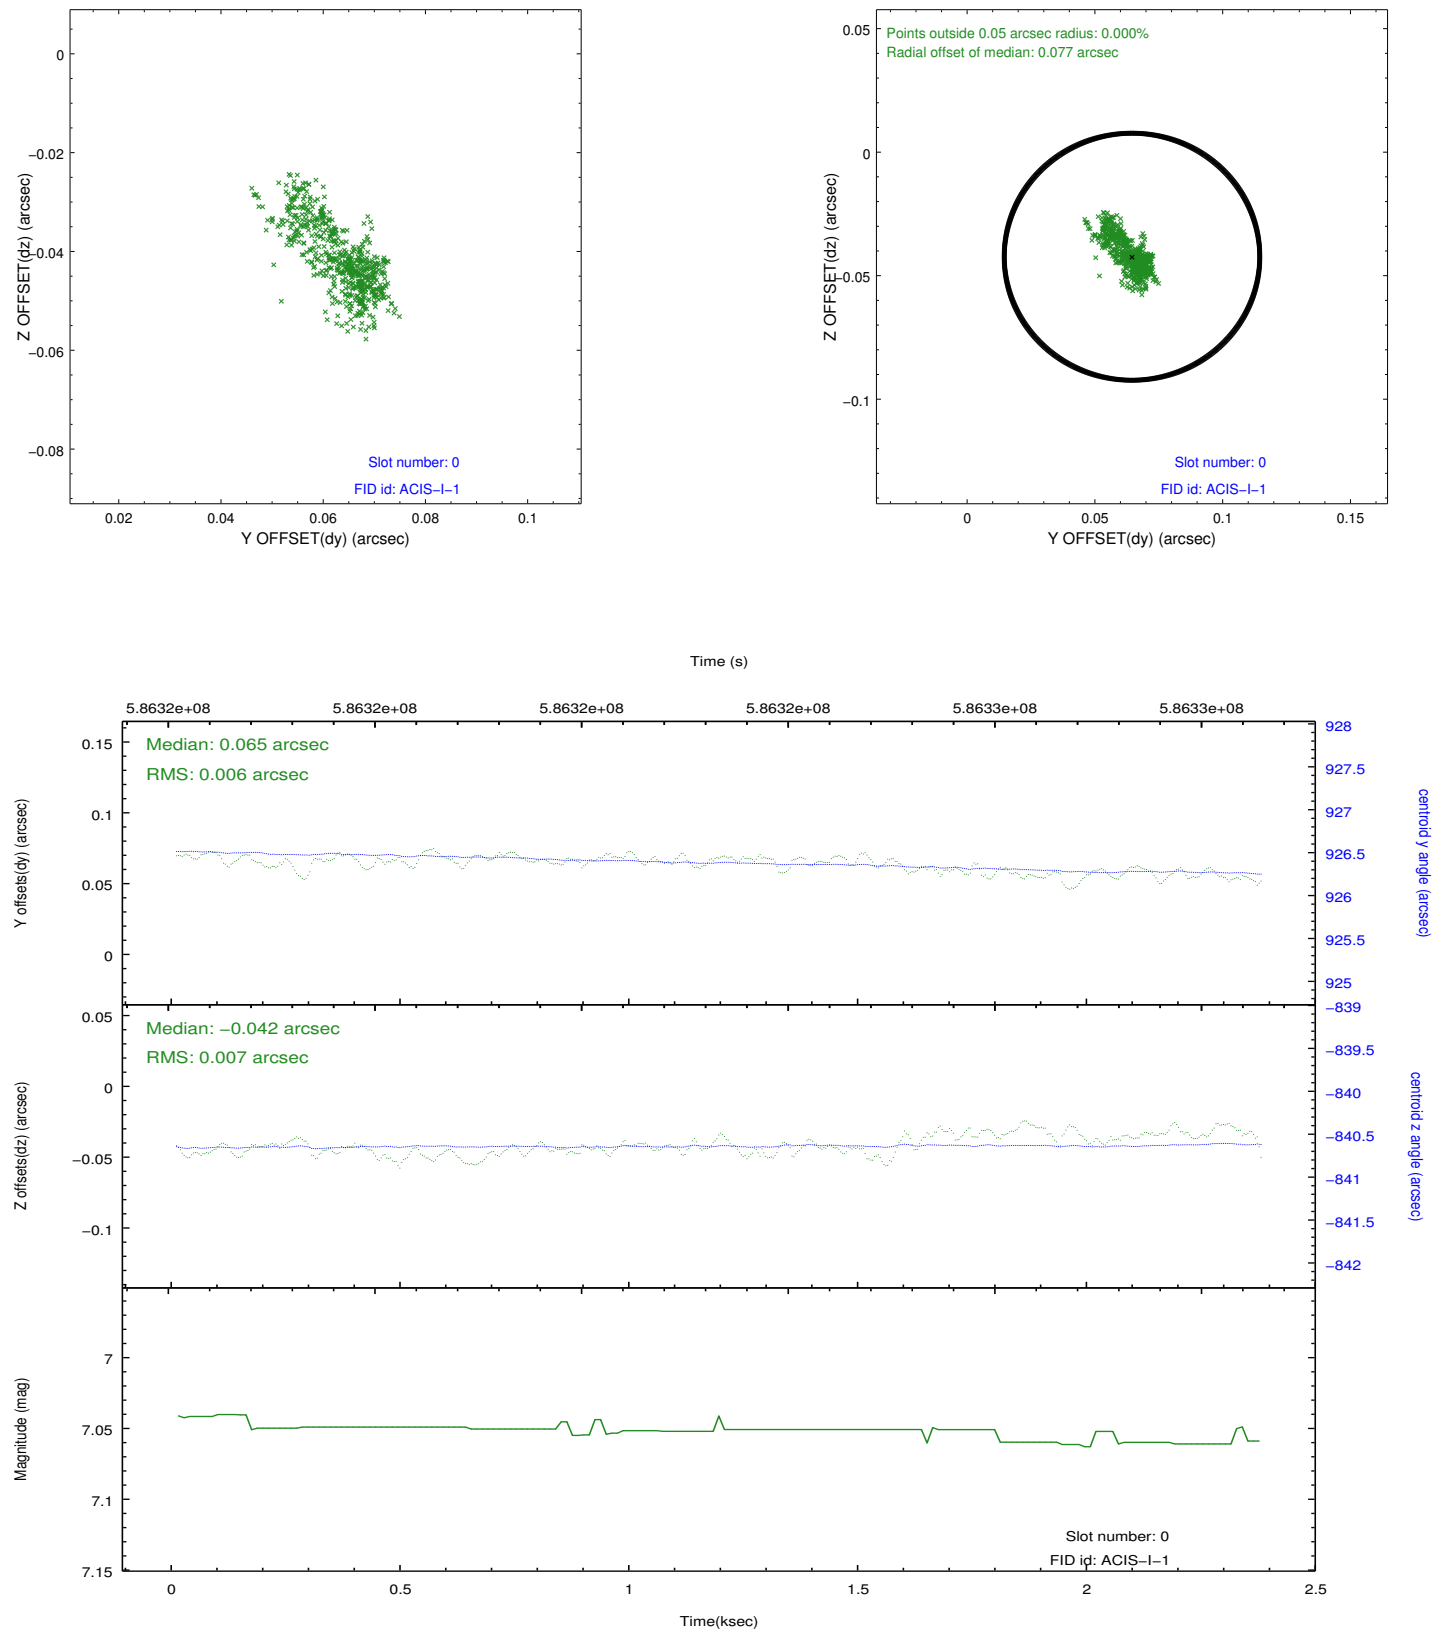 0
−0.02
−0.04
−0.06
−0.08
Z OFFSET(dz) (arcsec)
Slot number: 0
FID id: ACIS−I−1
0.02
0.04
0.06
0.08
0.1
Y OFFSET(dy) (arcsec)
Points outside 0.05 arcsec radius: 0.000%
Radial offset of median: 0.077 arcsec
0.05
0
−0.05
−0.1
Z OFFSET(dz) (arcsec)
Slot number: 0
FID id: ACIS−I−1
0
0.05
0.1
0.15
Y OFFSET(dy) (arcsec)
Time (s)
5.8632e+08
5.8632e+08
5.8632e+08
5.8632e+08
5.8633e+08
5.8633e+08
Median: 0.065 arcsec
RMS: 0.006 arcsec
0.15
0.1
0.05
0
Y offsets(dy) (arcsec)
928
927.5
927
926.5
926
925.5
925
centroid y angle (arcsec)
Median: −0.042 arcsec
RMS: 0.007 arcsec
0.05
0
−0.05
−0.1
Z offsets(dz) (arcsec)
−839
−839.5
−840
−840.5
−841
−841.5
−842
centroid z angle (arcsec)
7
7.05
7.1
7.15
Magnitude (mag)
Slot number: 0
FID id: ACIS−I−1
0
0.5
1
1.5
2
2.5
Time(ksec)